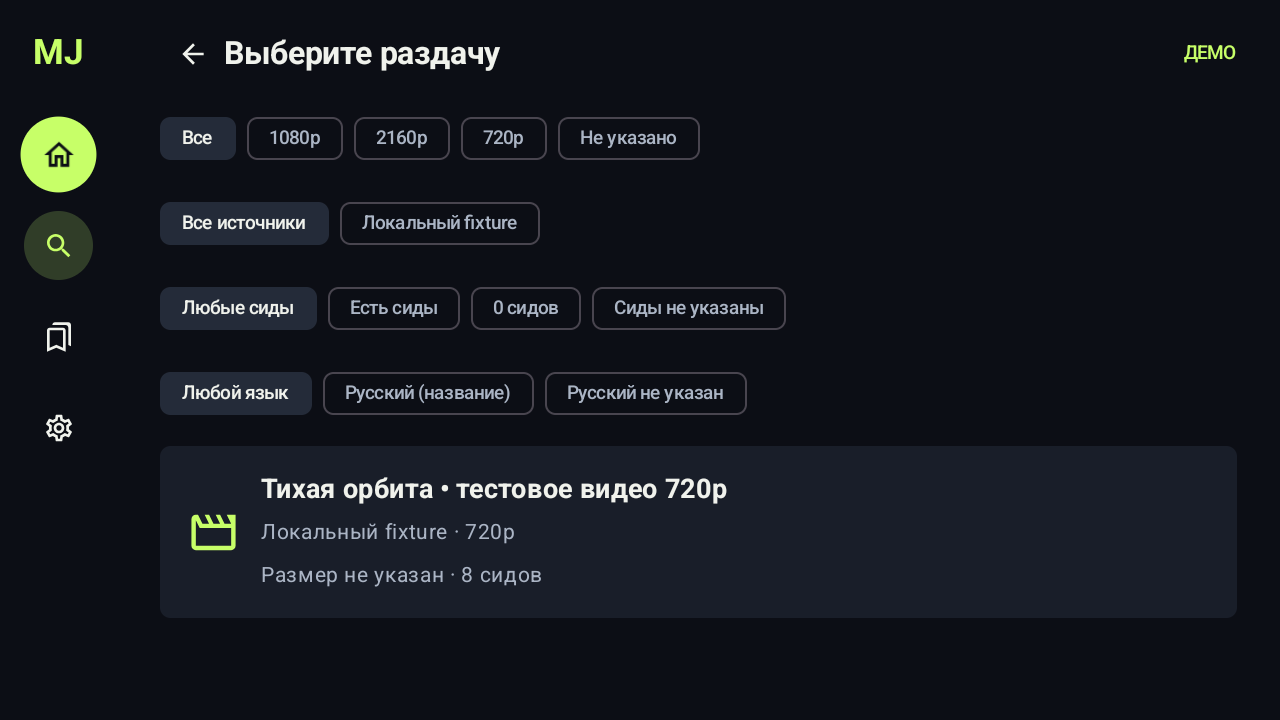 MJ
Выберите раздачу
ДЕМО
Все
1080p
2160p
720p
Не указано
Все источники
Локальный fixture
Любые сиды
Есть сиды
0 сидов
Сиды не указаны
Любой язык
Русский (название)
Русский не указан
Тихая орбита • тестовое видео 720p
Локальный fixture · 720p
Размер не указан · 8 сидов